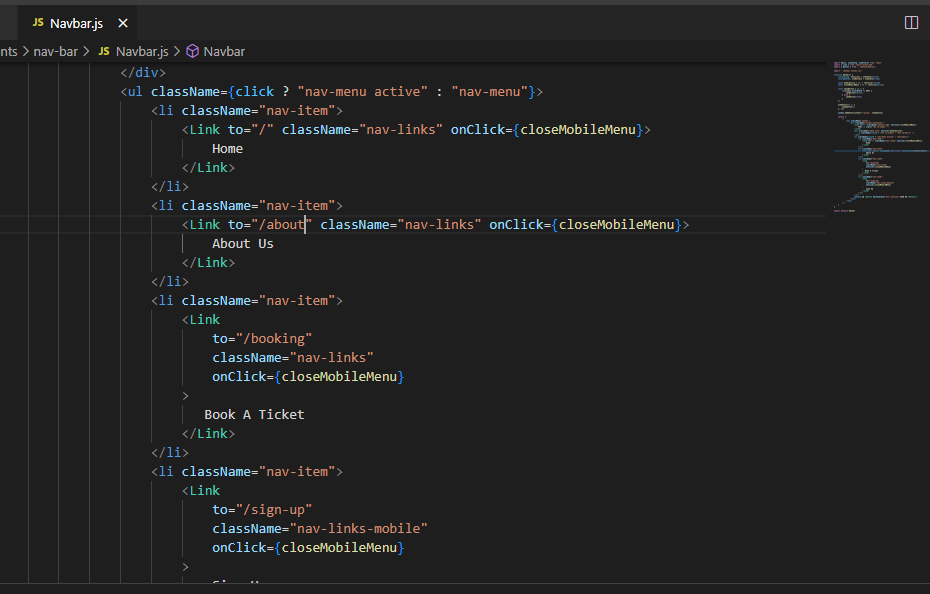 JS Navbar.js ×
nts > nav-bar > JS Navbar.js > Navbar
</div>
<ul className={click ? "nav-menu active" : "nav-menu"}>
<li className="nav-item">
<Link to="/" className="nav-links" onClick={closeMobileMenu}>
Home
</Link>
</li>
<li className="nav-item">
<Link to="/about" className="nav-links" onClick={closeMobileMenu}>
About Us
</Link>
</li>
<li className="nav-item">
<Link
to="/booking"
className="nav-links"
onClick={closeMobileMenu}
>
Book A Ticket
</Link>
</li>
<li className="nav-item">
<Link
to="/sign-up"
className="nav-links-mobile"
onClick={closeMobileMenu}
>